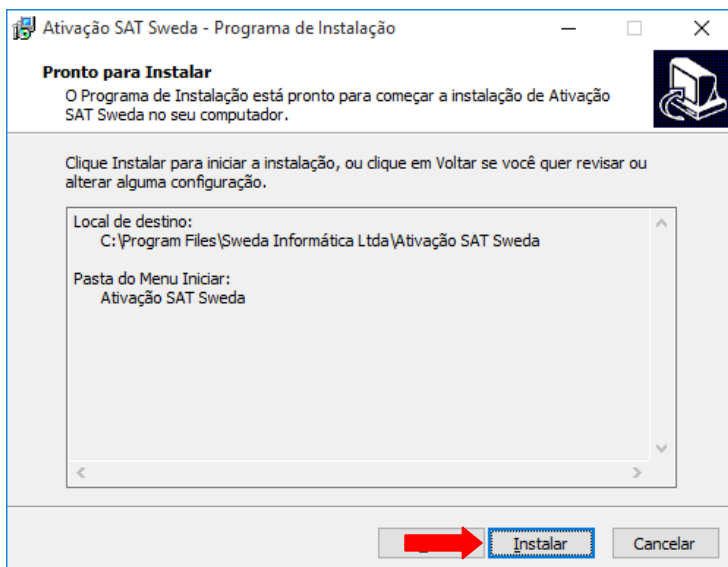 Ativação SAT Sweda - Programa de Instalação
Pronto para Instalar
O Programa de Instalação está pronto para começar a instalação de Ativação
SAT Sweda no seu computador.
Clique Instalar para iniciar a instalação, ou clique em Voltar se você quer revisar ou
alterar alguma configuração.
Local de destino:
C:\Program Files\Sweda Informática Ltda\Ativação SAT Sweda
Pasta do Menu Iniciar:
Ativação SAT Sweda
Instalar
Cancelar